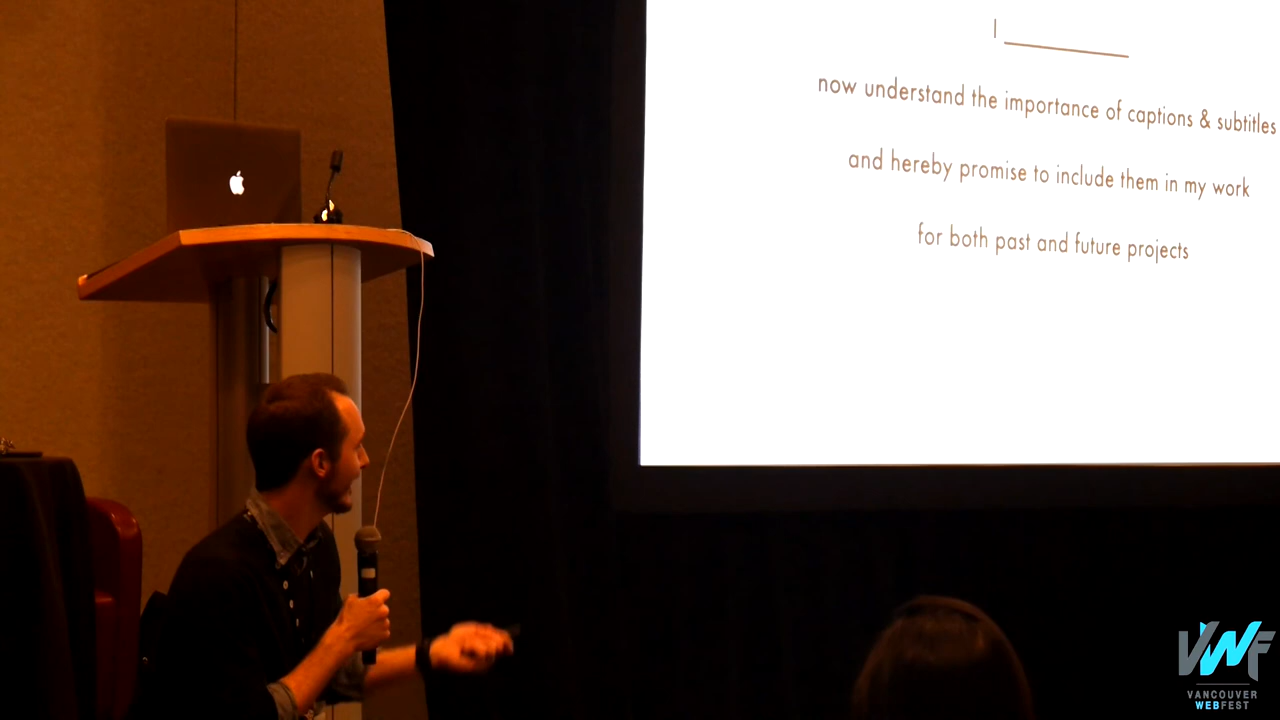 I __________
now understand the importance of captions & subtitles
and hereby promise to include them in my work
for both past and future projects
VWF
VANCOUVER
WEBFEST